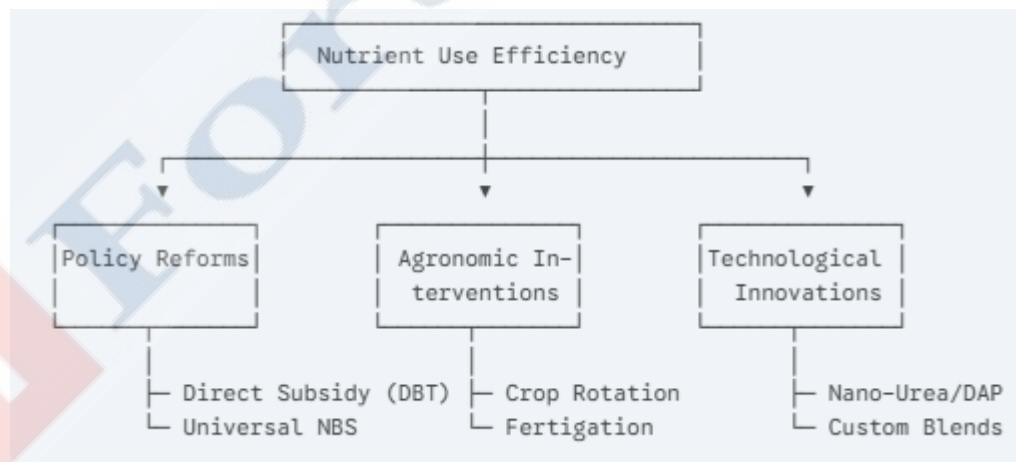 Nutrient Use Efficiency
Policy Reforms
Agronomic In-
terventions
Technological
Innovations
Direct Subsidy (DBT)
Universal NBS
Crop Rotation
Fertigation
Nano-Urea/DAP
Custom Blends
For